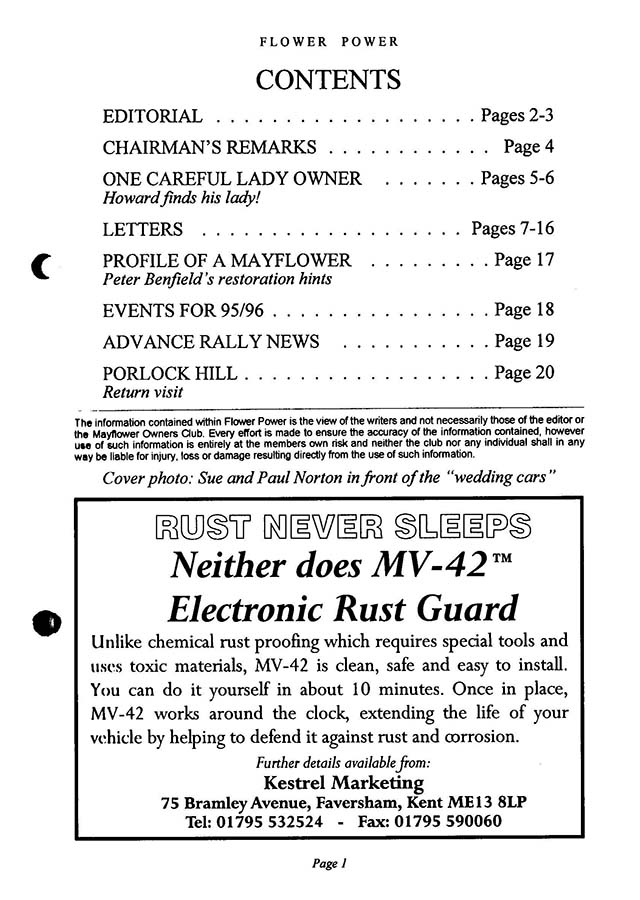 FLOWER POWER
CONTENTS
EDITORIAL . . . . . . . . . . . . . . . . . . . Pages 2-3
CHAIRMAN'S REMARKS . . . . . . . . . . . . Page 4
ONE CAREFUL LADY OWNER . . . . . . . Pages 5-6
Howard finds his lady!
LETTERS . . . . . . . . . . . . . . . . . . . Pages 7-16
PROFILE OF A MAYFLOWER . . . . . . . . . Page 17
Peter Benfield's restoration hints
EVENTS FOR 95/96 . . . . . . . . . . . . . . . . Page 18
ADVANCE RALLY NEWS . . . . . . . . . . . Page 19
PORLOCK HILL . . . . . . . . . . . . . . . . . . Page 20
Return visit
The information contained within Flower Power is the view of the writers and not necessarily those of the editor or
the Mayflower Owners Club. Every effort is made to ensure the accuracy of the information contained, however
use of such information is entirely at the members own risk and neither the club nor any individual shall in any
way be liable for injury, loss or damage resulting directly from the use of such information.
Cover photo: Sue and Paul Norton in front of the "wedding cars"
RUST NEVER SLEEPS
Neither does MV-42™
Electronic Rust Guard
Unlike chemical rust proofing which requires special tools and
uses toxic materials, MV-42 is clean, safe and easy to install.
You can do it yourself in about 10 minutes. Once in place,
MV-42 works around the clock, extending the life of your
vehicle by helping to defend it against rust and corrosion.
Further details available from:
Kestrel Marketing
75 Bramley Avenue, Faversham, Kent ME13 8LP
Tel: 01795 532524 - Fax: 01795 590060
Page 1